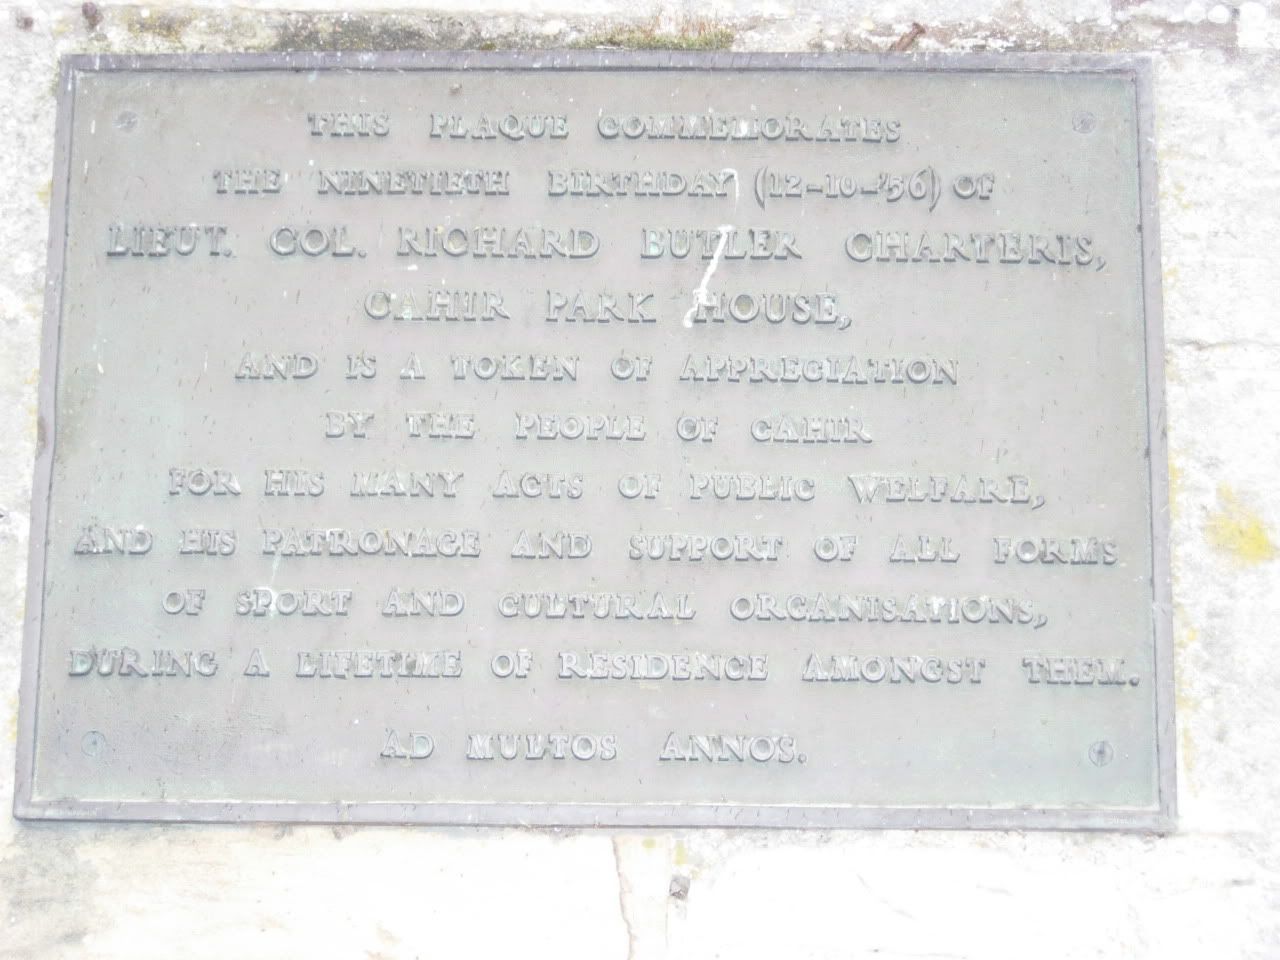 THIS PLAQUE COMMEMORATES
THE NINETIETH BIRTHDAY (12-10-'56) OF
LIEUT. COL. RICHARD BUTLER CHARTERIS,
CAHIR PARK HOUSE,
AND IS A TOKEN OF APPRECIATION
BY THE PEOPLE OF CAHIR
FOR HIS MANY ACTS OF PUBLIC WELFARE,
AND HIS PATRONAGE AND SUPPORT OF ALL FORMS
OF SPORT AND CULTURAL ORGANISATIONS,
DURING A LIFETIME OF RESIDENCE AMONGST THEM.
AD MULTOS ANNOS.